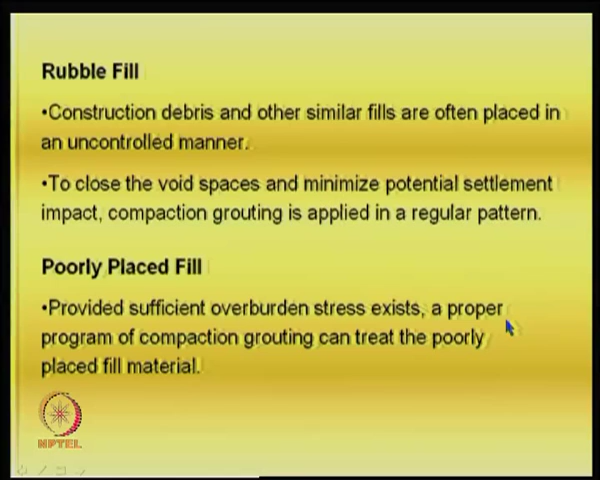 Rubble Fill
•Construction debris and other similar fills are often placed in
an uncontrolled manner.
•To close the void spaces and minimize potential settlement
impact, compaction grouting is applied in a regular pattern.
Poorly Placed Fill
•Provided sufficient overburden stress exists, a proper
program of compaction grouting can treat the poorly
placed fill material.
NPTEL